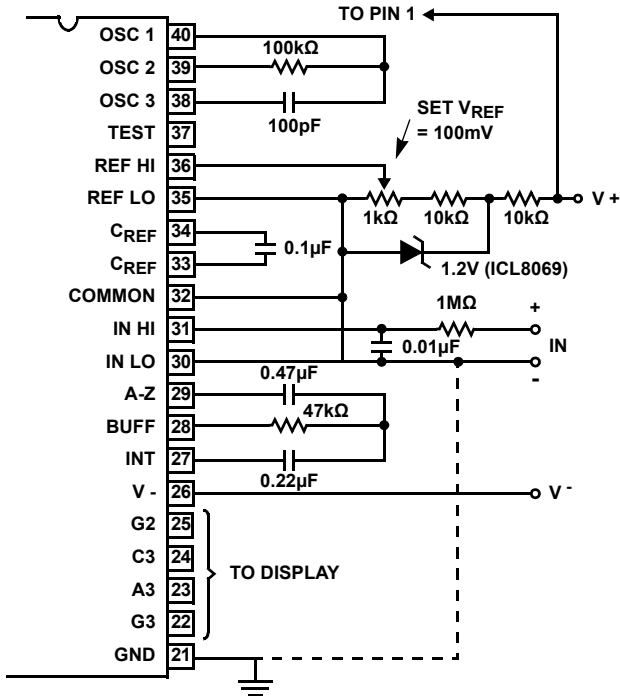 TO PIN 1
OSC 1 40
100kΩ
OSC 2 39
OSC 3 38
100pF
SET VREF
= 100mV
TEST 37
REF HI 36
REF LO 35
1kΩ 10kΩ 10kΩ
V +
CREF 34
0.1µF
CREF 33
1.2V (ICL8069)
COMMON 32
1MΩ
+
IN HI 31
0.01µF
IN
IN LO 30
-
0.47µF
A-Z 29
47kΩ
BUFF 28
INT 27
0.22µF
V - 26
V -
G2 25
C3 24
TO DISPLAY
A3 23
G3 22
GND 21